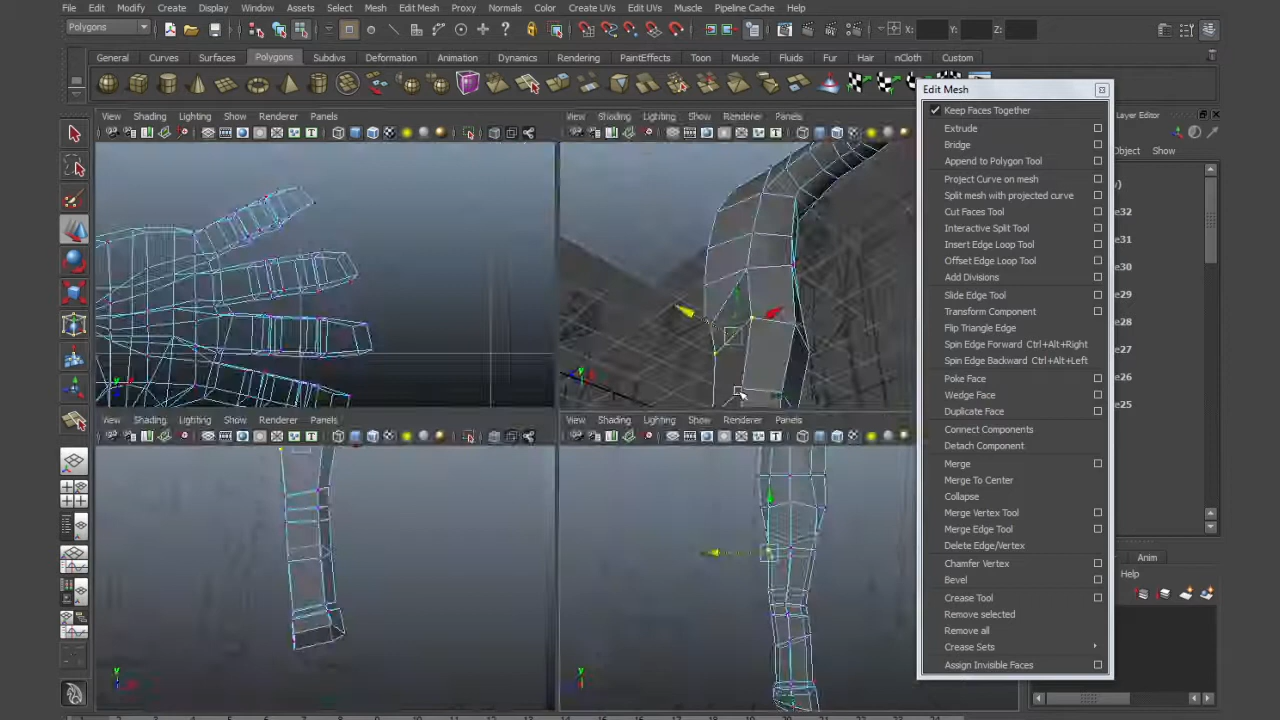 File Edit Modify Create Display Window Assets Select Mesh Edit Mesh Proxy Normals Color Create UVs Edit UVs Muscle Pipeline Cache Help
Polygons X: Y: Z:
General Curves Surfaces Polygons Subdivs Deformation Animation Dynamics Rendering PaintEffects Toon Muscle Fluids Fur Hair nCloth Custom
View Shading Lighting Show Renderer Panels
View Shading Lighting Show Renderer Panels
View Shading Lighting Show Renderer Panels
View Shading Lighting Show Renderer Panels
Edit Mesh
Keep Faces Together
Extrude
Bridge
Append to Polygon Tool
Project Curve on mesh
Split mesh with projected curve
Cut Faces Tool
Interactive Split Tool
Insert Edge Loop Tool
Offset Edge Loop Tool
Add Divisions
Slide Edge Tool
Transform Component
Flip Triangle Edge
Spin Edge Forward Ctrl+Alt+Right
Spin Edge Backward Ctrl+Alt+Left
Poke Face
Wedge Face
Duplicate Face
Connect Components
Detach Component
Merge
Merge To Center
Collapse
Merge Vertex Tool
Merge Edge Tool
Delete Edge/Vertex
Chamfer Vertex
Bevel
Crease Tool
Remove selected
Remove all
Crease Sets
Assign Invisible Faces
Layer Editor
Object Show
e32
e31
e30
e29
e28
e27
e26
e25
Anim
Help